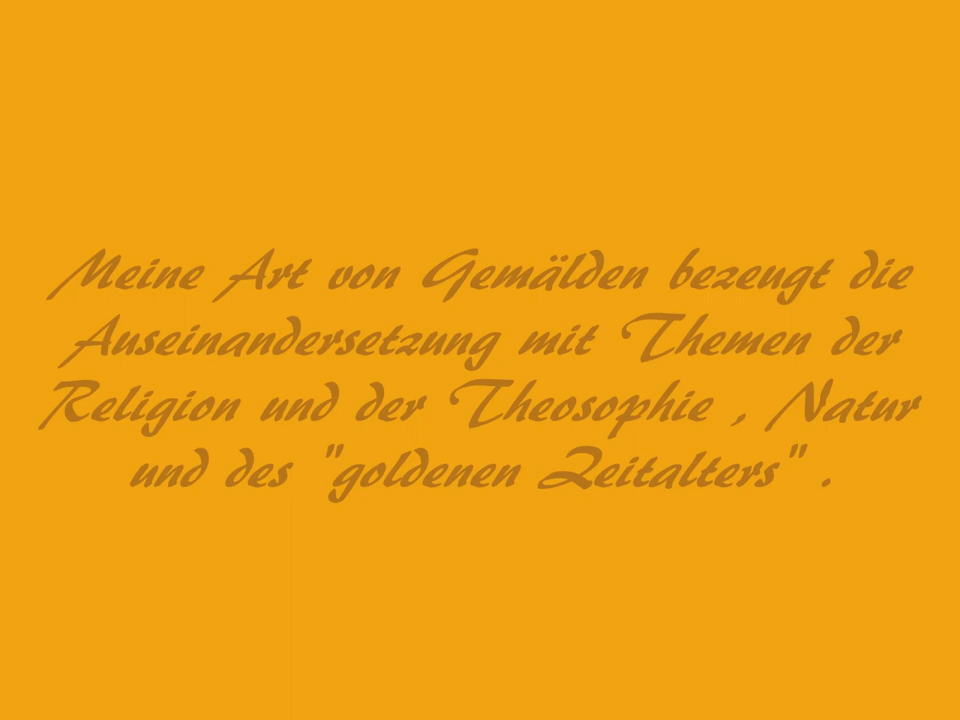 Meine Art von Gemälden bezeugt die
Auseinandersetzung mit Themen der
Religion und der Theosophie , Natur
und des "goldenen Zeitalters" .